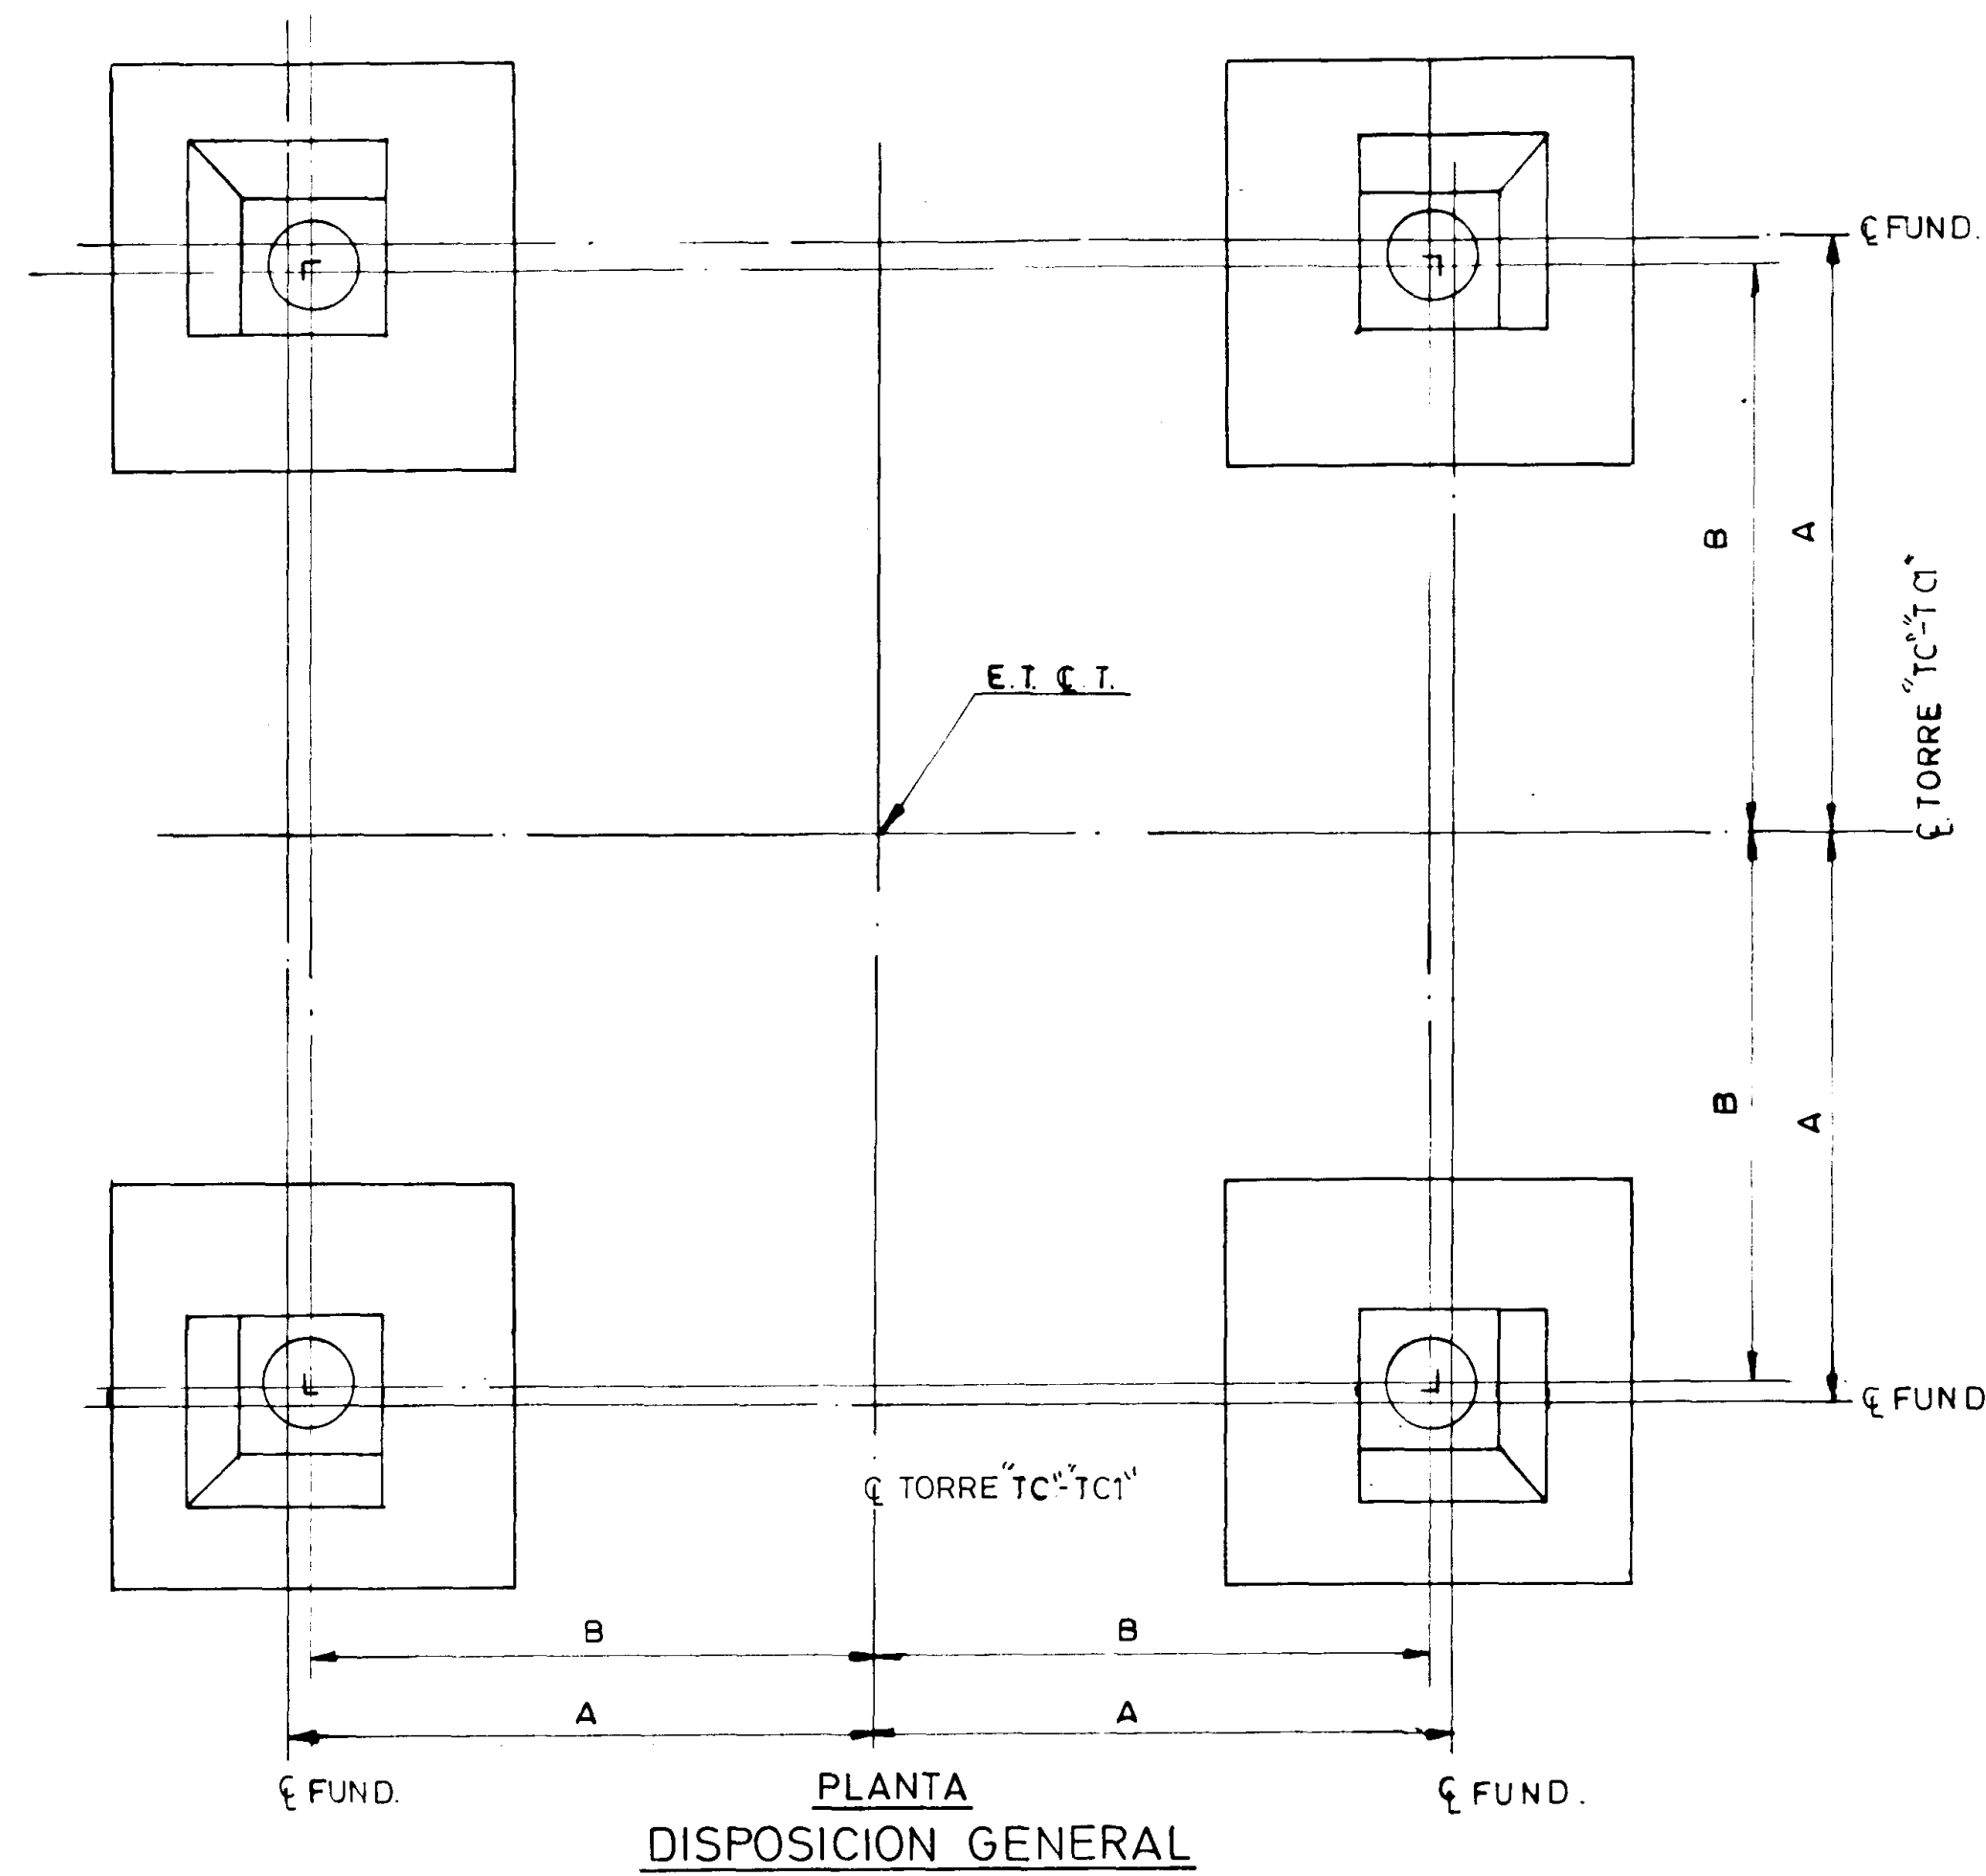 ℄ FUND.
B
A
℄ TORRE "TC"-"TC1"
E.T. ℄ T.
B
A
℄ FUND
℄ TORRE "TC"-"TC1"
B
B
A
A
℄ FUND.
PLANTA
℄ FUND.
DISPOSICION GENERAL